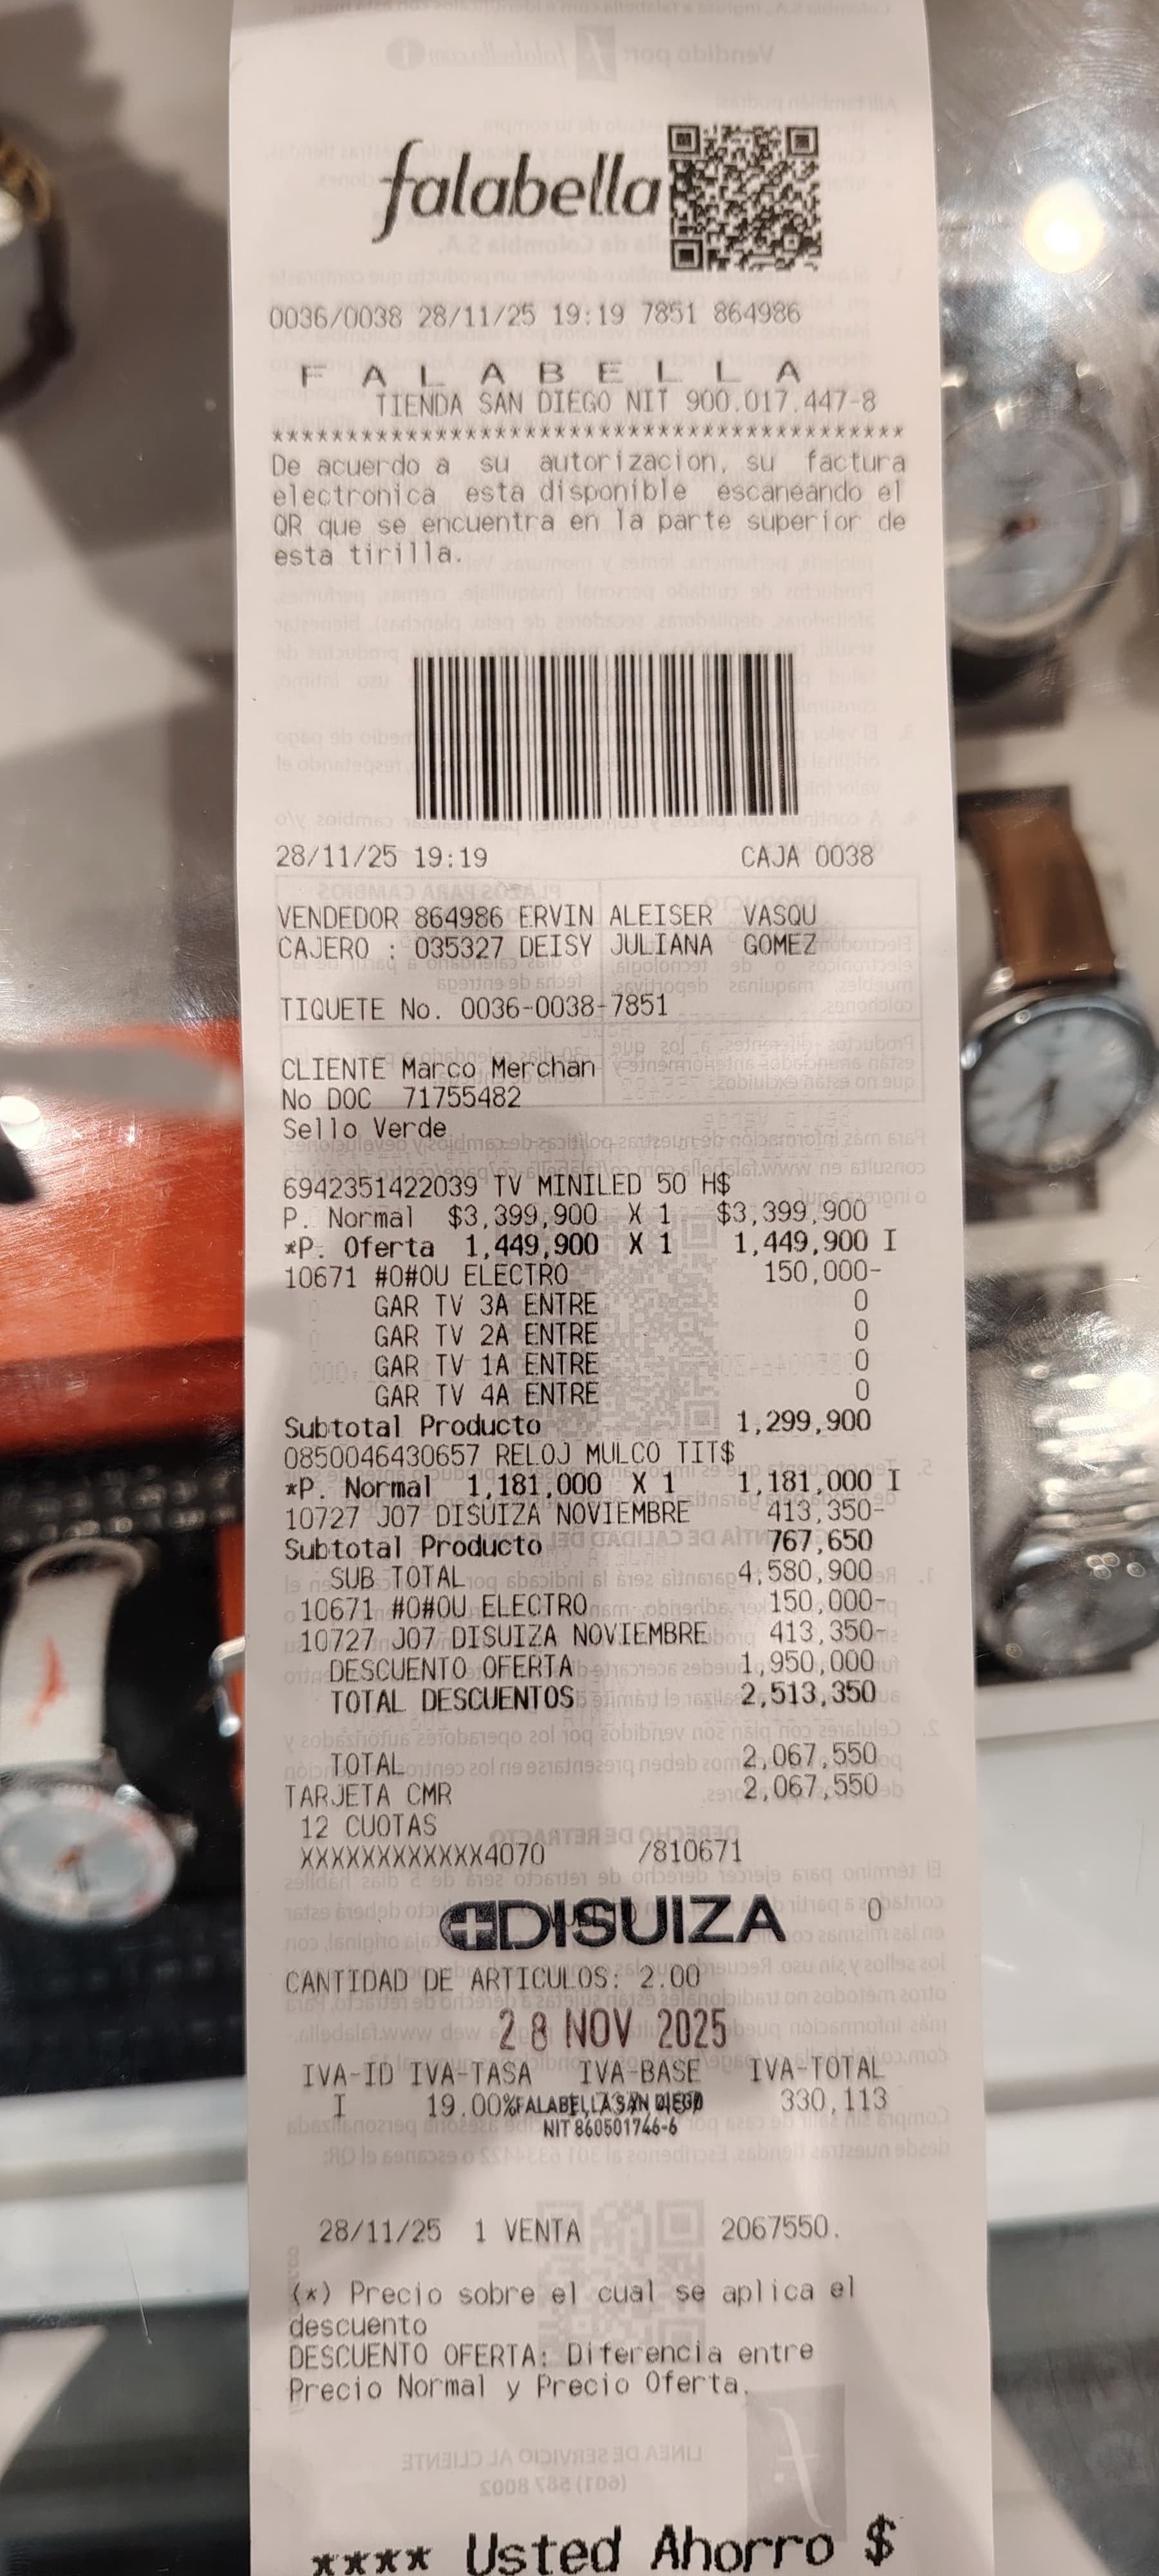 falabella
0036/0038 28/11/25 19:19 7851 864986
F A L A B E L L A
TIENDA SAN DIEGO NIT 900.017.447-8
******************************************
De acuerdo a su autorizacion, su factura
electronica esta disponible escaneando el
QR que se encuentra en la parte superior de
esta tirilla.
28/11/25 19:19 CAJA 0038
VENDEDOR 864986 ERVIN ALEISER VASQU
CAJERO : 035327 DEISY JULIANA GOMEZ
TIQUETE No. 0036-0038-7851
CLIENTE Marco Merchan
No DOC 71755482
Sello Verde
6942351422039 TV MINILED 50 H$
P. Normal $3,399,900 X 1 $3,399,900
*P. Oferta 1,449,900 X 1 1,449,900 I
10671 #0#0U ELECTRO 150,000-
GAR TV 3A ENTRE 0
GAR TV 2A ENTRE 0
GAR TV 1A ENTRE 0
GAR TV 4A ENTRE 0
Subtotal Producto 1,299,900
0850046430657 RELOJ MULCO TIT$
*P. Normal 1,181,000 X 1 1,181,000 I
10727 J07 DISUIZA NOVIEMBRE 413,350-
Subtotal Producto 767,650
SUB TOTAL 4,580,900
10671 #0#0U ELECTRO 150,000-
10727 J07 DISUIZA NOVIEMBRE 413,350-
DESCUENTO OFERTA 1,950,000
TOTAL DESCUENTOS 2,513,350
TOTAL 2,067,550
TARJETA CMR 2,067,550
12 CUOTAS
XXXXXXXXXXXX4070 /810671
DISUIZA 0
CANTIDAD DE ARTICULOS: 2.00
28 NOV 2025
IVA-ID IVA-TASA IVA-BASE IVA-TOTAL
I 19.00% 330,113
FALABELLA SAN DIEGO
NIT 860501746-6
28/11/25 1 VENTA 2067550.
(*) Precio sobre el cual se aplica el
descuento
DESCUENTO OFERTA: Diferencia entre
Precio Normal y Precio Oferta.
**** Usted Ahorro $